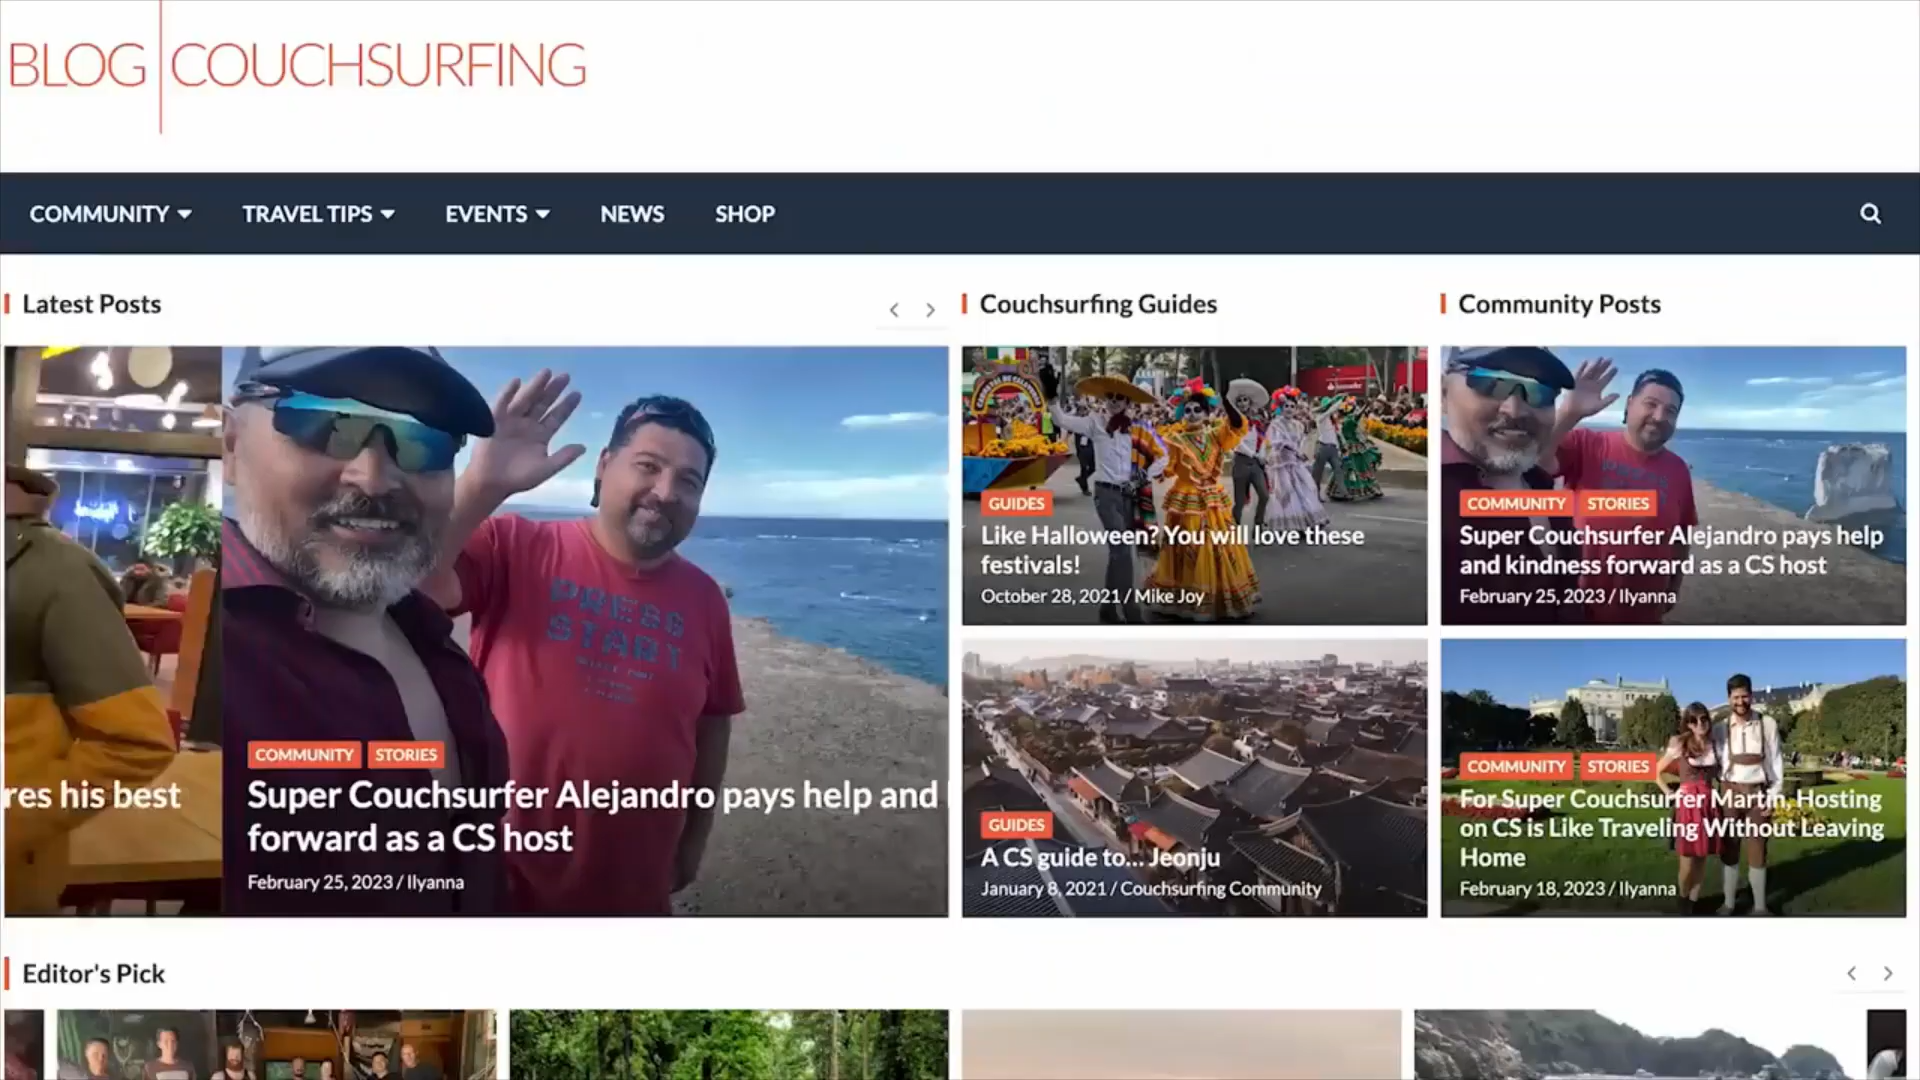 BLOG COUCHSURFING
COMMUNITY
TRAVEL TIPS
EVENTS
NEWS
SHOP
Latest Posts
res his best
COMMUNITY STORIES
Super Couchsurfer Alejandro pays help and
forward as a CS host
February 25, 2023 / Ilyanna
PRESS
START
Couchsurfing Guides
GUIDES
Like Halloween? You will love these
festivals!
October 28, 2021 / Mike Joy
GUIDES
A CS guide to... Jeonju
January 8, 2021 / Couchsurfing Community
Community Posts
COMMUNITY STORIES
Super Couchsurfer Alejandro pays help
and kindness forward as a CS host
February 25, 2023 / Ilyanna
COMMUNITY STORIES
For Super Couchsurfer Martin, Hosting
on CS is Like Traveling Without Leaving
Home
February 18, 2023 / Ilyanna
Editor's Pick